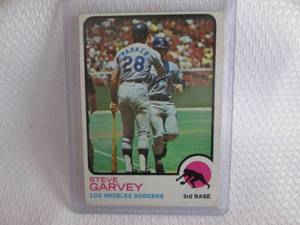 PARKER
28
STEVE
GARVEY
LOS ANGELES DODGERS
3rd BASE